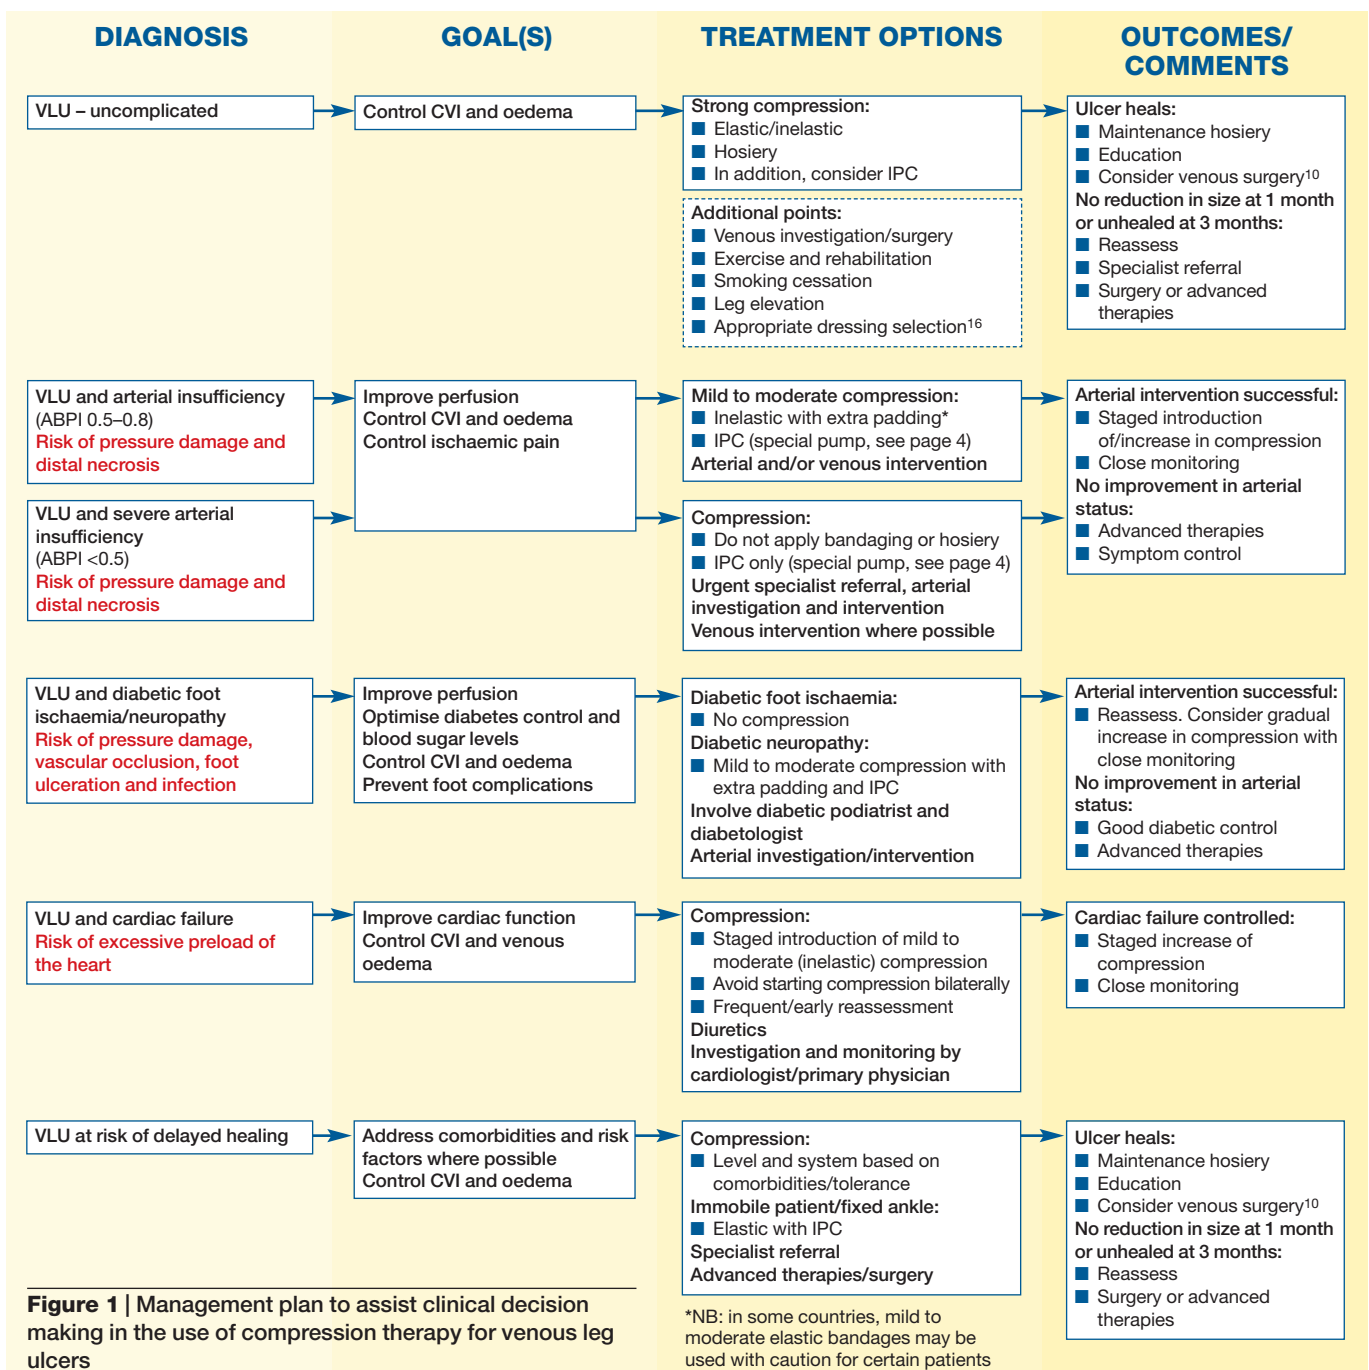 DIAGNOSIS
GOAL(S)
TREATMENT OPTIONS
OUTCOMES/
COMMENTS
VLU – uncomplicated
Control CVI and oedema
Strong compression:
■ Elastic/inelastic
■ Hosiery
■ In addition, consider IPC
Additional points:
■ Venous investigation/surgery
■ Exercise and rehabilitation
■ Smoking cessation
■ Leg elevation
■ Appropriate dressing selection¹⁶
Ulcer heals:
■ Maintenance hosiery
■ Education
■ Consider venous surgery¹⁰
No reduction in size at 1 month
or unhealed at 3 months:
■ Reassess
■ Specialist referral
■ Surgery or advanced
therapies
VLU and arterial insufficiency
(ABPI 0.5–0.8)
Risk of pressure damage and
distal necrosis
VLU and severe arterial
insufficiency
(ABPI <0.5)
Risk of pressure damage and
distal necrosis
Improve perfusion
Control CVI and oedema
Control ischaemic pain
Mild to moderate compression:
■ Inelastic with extra padding*
■ IPC (special pump, see page 4)
Arterial and/or venous intervention
Compression:
■ Do not apply bandaging or hosiery
■ IPC only (special pump, see page 4)
Urgent specialist referral, arterial
investigation and intervention
Venous intervention where possible
Arterial intervention successful:
■ Staged introduction
of/increase in compression
■ Close monitoring
No improvement in arterial
status:
■ Advanced therapies
■ Symptom control
VLU and diabetic foot
ischaemia/neuropathy
Risk of pressure damage,
vascular occlusion, foot
ulceration and infection
Improve perfusion
Optimise diabetes control and
blood sugar levels
Control CVI and oedema
Prevent foot complications
Diabetic foot ischaemia:
■ No compression
Diabetic neuropathy:
■ Mild to moderate compression with
extra padding and IPC
Involve diabetic podiatrist and
diabetologist
Arterial investigation/intervention
Arterial intervention successful:
■ Reassess. Consider gradual
increase in compression with
close monitoring
No improvement in arterial
status:
■ Good diabetic control
■ Advanced therapies
VLU and cardiac failure
Risk of excessive preload of
the heart
Improve cardiac function
Control CVI and venous
oedema
Compression:
■ Staged introduction of mild to
moderate (inelastic) compression
■ Avoid starting compression bilaterally
■ Frequent/early reassessment
Diuretics
Investigation and monitoring by
cardiologist/primary physician
Cardiac failure controlled:
■ Staged increase of
compression
■ Close monitoring
VLU at risk of delayed healing
Address comorbidities and risk
factors where possible
Control CVI and oedema
Compression:
■ Level and system based on
comorbidities/tolerance
Immobile patient/fixed ankle:
■ Elastic with IPC
Specialist referral
Advanced therapies/surgery
Ulcer heals:
■ Maintenance hosiery
■ Education
■ Consider venous surgery¹⁰
No reduction in size at 1 month
or unhealed at 3 months:
■ Reassess
■ Surgery or advanced
therapies
Figure 1 | Management plan to assist clinical decision
making in the use of compression therapy for venous leg
ulcers
*NB: in some countries, mild to
moderate elastic bandages may be
used with caution for certain patients